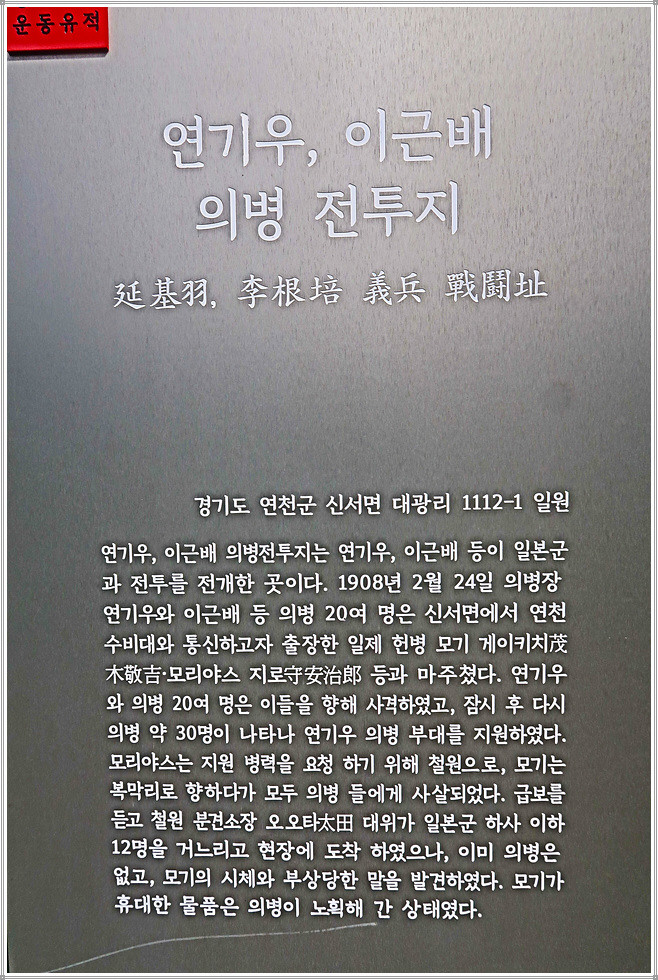 운동유적
연기우, 이근배
의병 전투지
延基羽, 李根培 義兵 戰鬪址
경기도 연천군 신서면 대광리 1112-1 일원
연기우, 이근배 의병전투지는 연기우, 이근배 등이 일본군
과 전투를 전개한 곳이다. 1908년 2월 24일 의병장
연기우와 이근배 등 의병 20여 명은 신서면에서 연천
수비대와 통신하고자 출장한 일제 헌병 모기 게이키치茂
木敬吉·모리야스 지로守安治郎 등과 마주쳤다. 연기우
와 의병 20여 명은 이들을 향해 사격하였고, 잠시 후 다시
의병 약 30명이 나타나 연기우 의병 부대를 지원하였다.
모리야스는 지원 병력을 요청 하기 위해 철원으로, 모기는
복막리로 향하다가 모두 의병 들에게 사살되었다. 급보를
듣고 철원 분견소장 오오타太田 대위가 일본군 하사 이하
12명을 거느리고 현장에 도착 하였으나, 이미 의병은
없고, 모기의 시체와 부상당한 말을 발견하였다. 모기가
휴대한 물품은 의병이 노획해 간 상태였다.